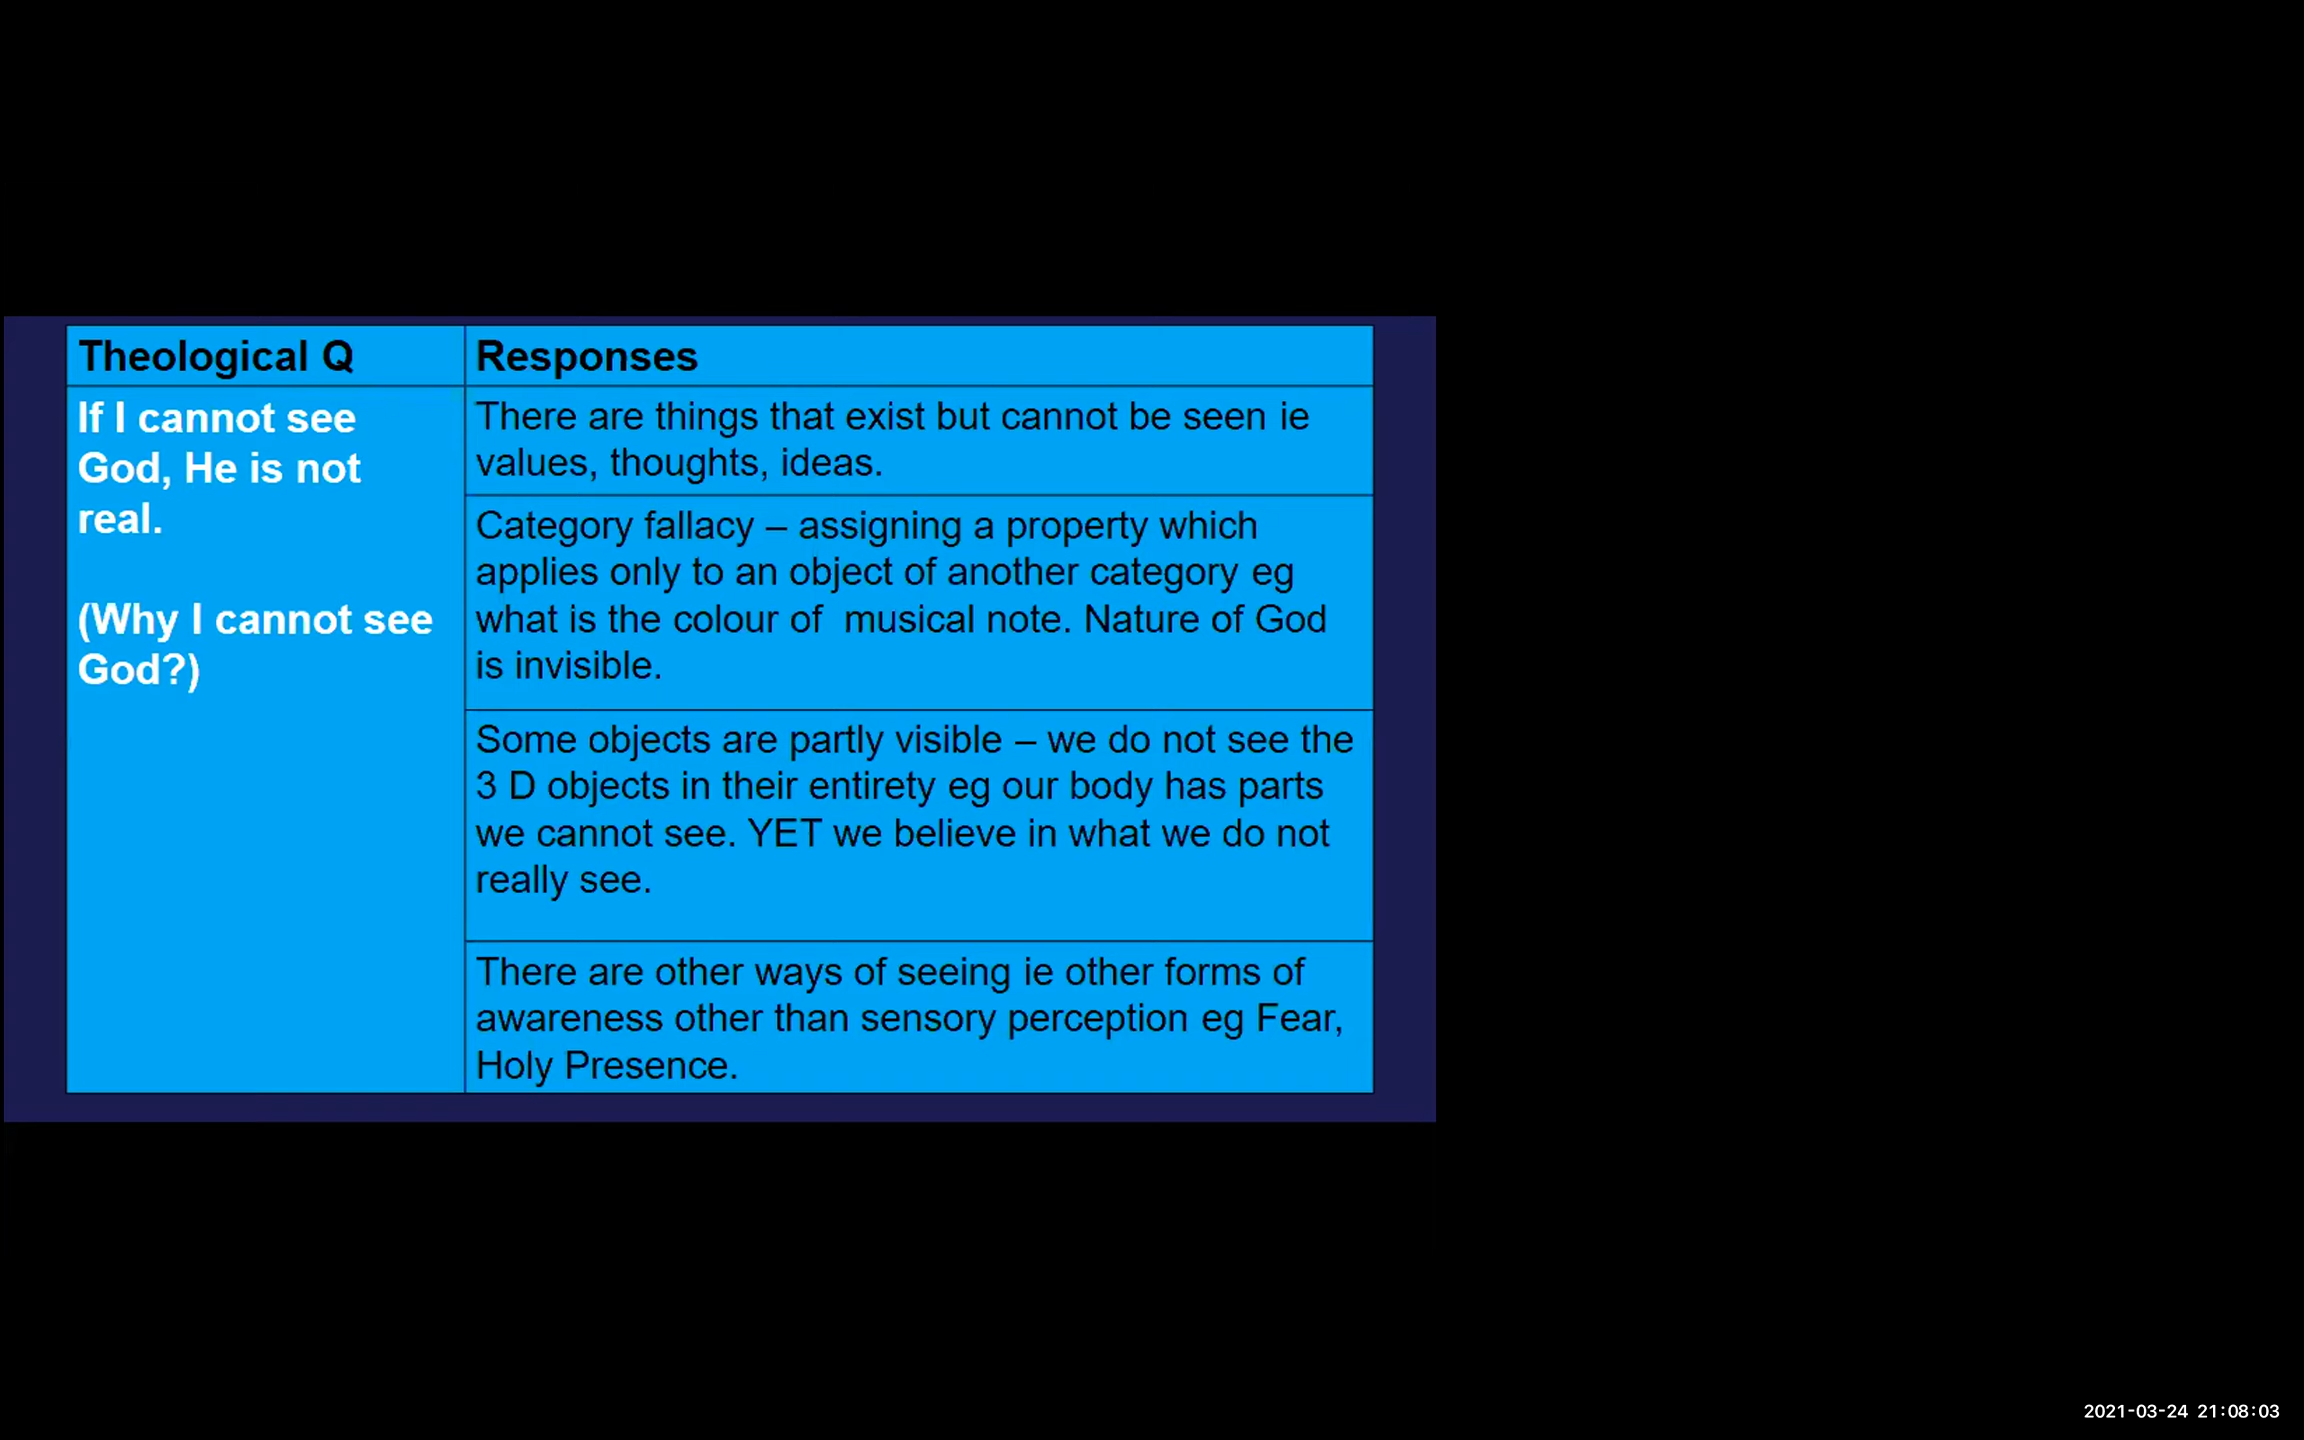 Theological Q
Responses
If I cannot see
God, He is not
real.
(Why I cannot see
God?)
There are things that exist but cannot be seen ie
values, thoughts, ideas.
Category fallacy – assigning a property which
applies only to an object of another category eg
what is the colour of  musical note. Nature of God
is invisible.
Some objects are partly visible – we do not see the
3 D objects in their entirety eg our body has parts
we cannot see. YET we believe in what we do not
really see.
There are other ways of seeing ie other forms of
awareness other than sensory perception eg Fear,
Holy Presence.
2021-03-24 21:08:03